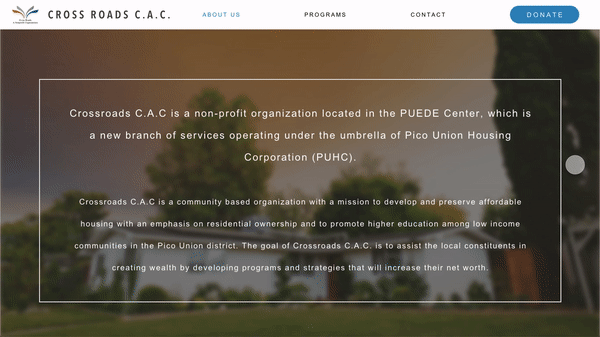 CROSS ROADS C.A.C.
ABOUT US
PROGRAMS
CONTACT
DONATE
Crossroads C.A.C is a non-profit organization located in the PUEDE Center, which is
a new branch of services operating under the umbrella of Pico Union Housing
Corporation (PUHC).
Crossroads C.A.C is a community based organization with a mission to develop and preserve affordable
housing with an emphasis on residential ownership and to promote higher education among low income
communities in the Pico Union district. The goal of Crossroads C.A.C. is to assist the local constituents in
creating wealth by developing programs and strategies that will increase their net worth.